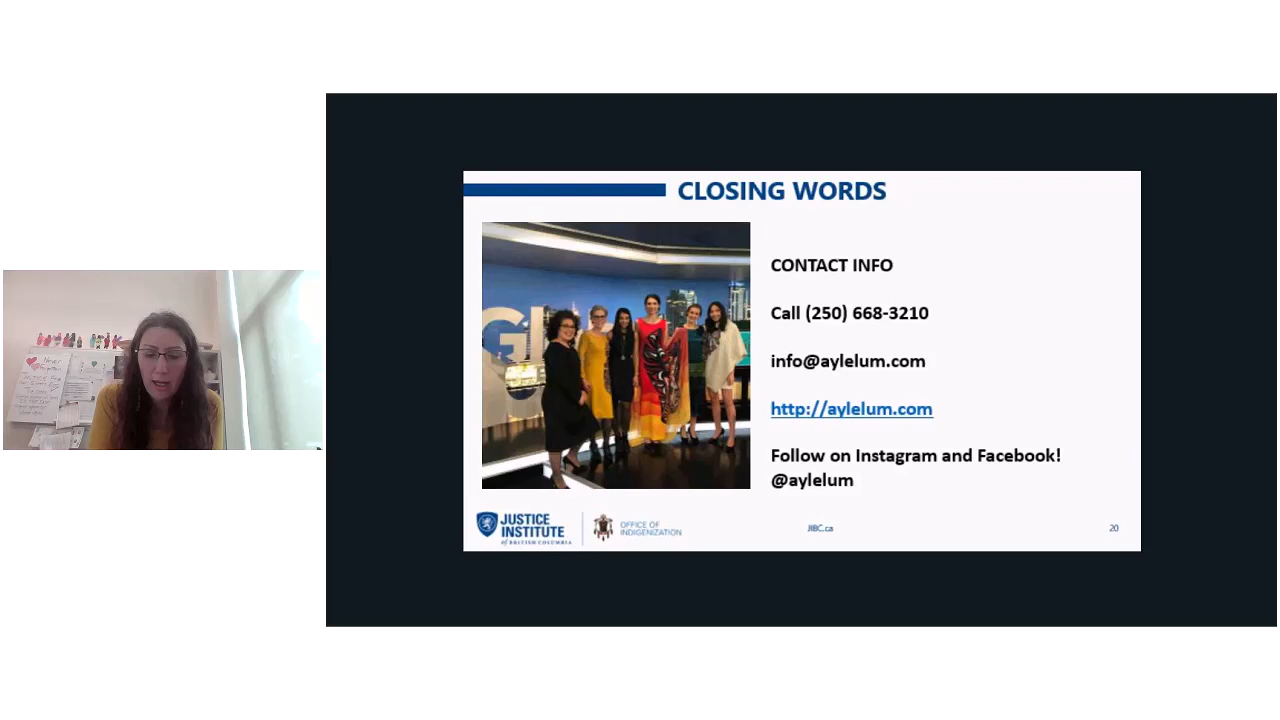 CLOSING WORDS
CONTACT INFO
Call (250) 668-3210
info@aylelum.com
http://aylelum.com
Follow on Instagram and Facebook!
@aylelum
JUSTICE
INSTITUTE
of BRITISH COLUMBIA
OFFICE OF
INDIGENIZATION
JIBC.ca
20
Never